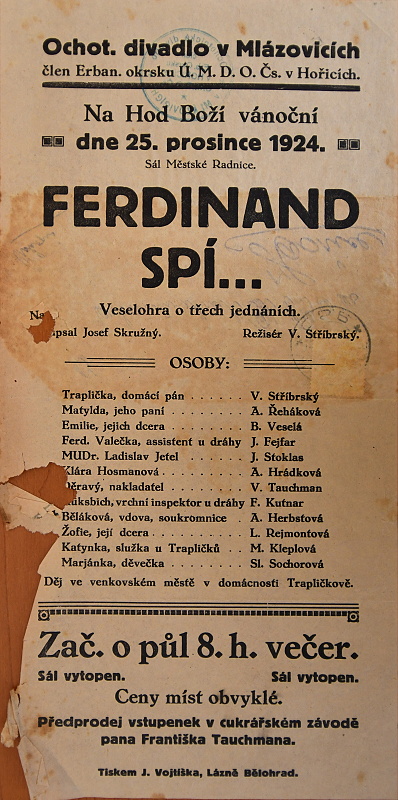 Ochot. divadlo v Mlázovicích
člen Erban. okrsku Ú. M. D. O. Čs. v Hořicích.
Na Hod Boží vánoční
dne 25. prosince 1924.
Sál Městské Radnice.
FERDINAND
SPÍ...
Veselohra o třech jednáních.
Na psal Josef Skružný. Režisér V. Stříbrský.
OSOBY:
Traplička, domácí pán . . . . . . V. Stříbrský
Matylda, jeho paní . . . . . . . . A. Řeháková
Emilie, jejich dcera . . . . . . . . B. Veselá
Ferd. Valečka, assistent u dráhy J. Fejfar
MUDr. Ladislav Jetel . . . . . . . J. Stoklas
Klára Hosmanová . . . . . . . . A. Hrádková
ěravý, nakladatel . . . . . . . V. Tauchman
uksbich, vrchní inspektor u dráhy F. Kutnar
Běláková, vdova, soukromnice . . A. Herbstová
Žofie, její dcera . . . . . . . . . L. Rejmontová
Katynka, služka u Trapličků . . M. Kleplová
Marjánka, děvečka . . . . . . . Sl. Sochorová
Děj ve venkovském městě v domácnosti Trapličkově.
Zač. o půl 8. h. večer.
Sál vytopen. Sál vytopen.
Ceny míst obvyklé.
Předprodej vstupenek v cukrářském závodě
pana Františka Tauchmana.
Tiskem J. Vojtíška, Lázně Bělohrad.